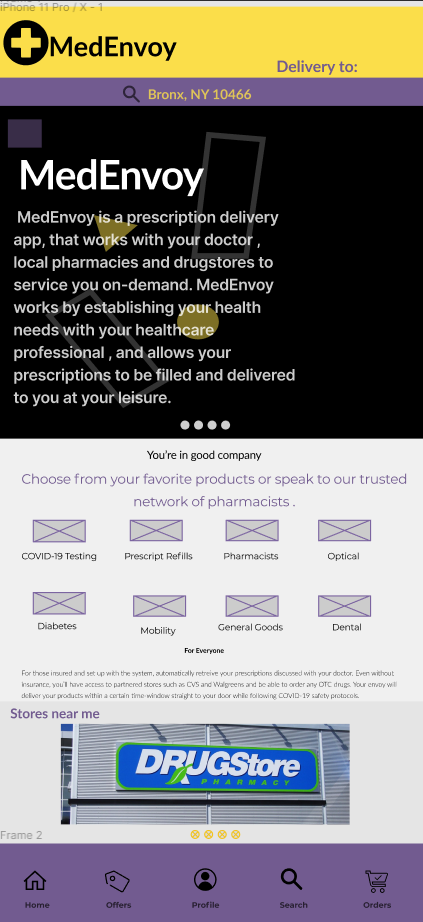 iPhone 11 Pro / X - 1
MedEnvoy
Delivery to:
Bronx, NY 10466
MedEnvoy
MedEnvoy is a prescription delivery
app, that works with your doctor ,
local pharmacies and drugstores to
service you on-demand. MedEnvoy
works by establishing your health
needs with your healthcare
professional , and allows your
prescriptions to be filled and delivered
to you at your leisure.
You're in good company
Choose from your favorite products or speak to our trusted
network of pharmacists .
COVID-19 Testing Prescript Refills Pharmacists Optical
Diabetes Mobility General Goods Dental
For Everyone
For those insured and set up with the system, automatically retreive your prescriptions discussed with your doctor. Even without
insurance, you'll have access to partnered stores such as CVS and Walgreens and be able to order any OTC drugs. Your envoy will
deliver your products within a certain time-window straight to your door while following COVID-19 safety protocols.
Stores near me
DRUGStore
PHARMACY
Frame 2
Home Offers Profile Search Orders